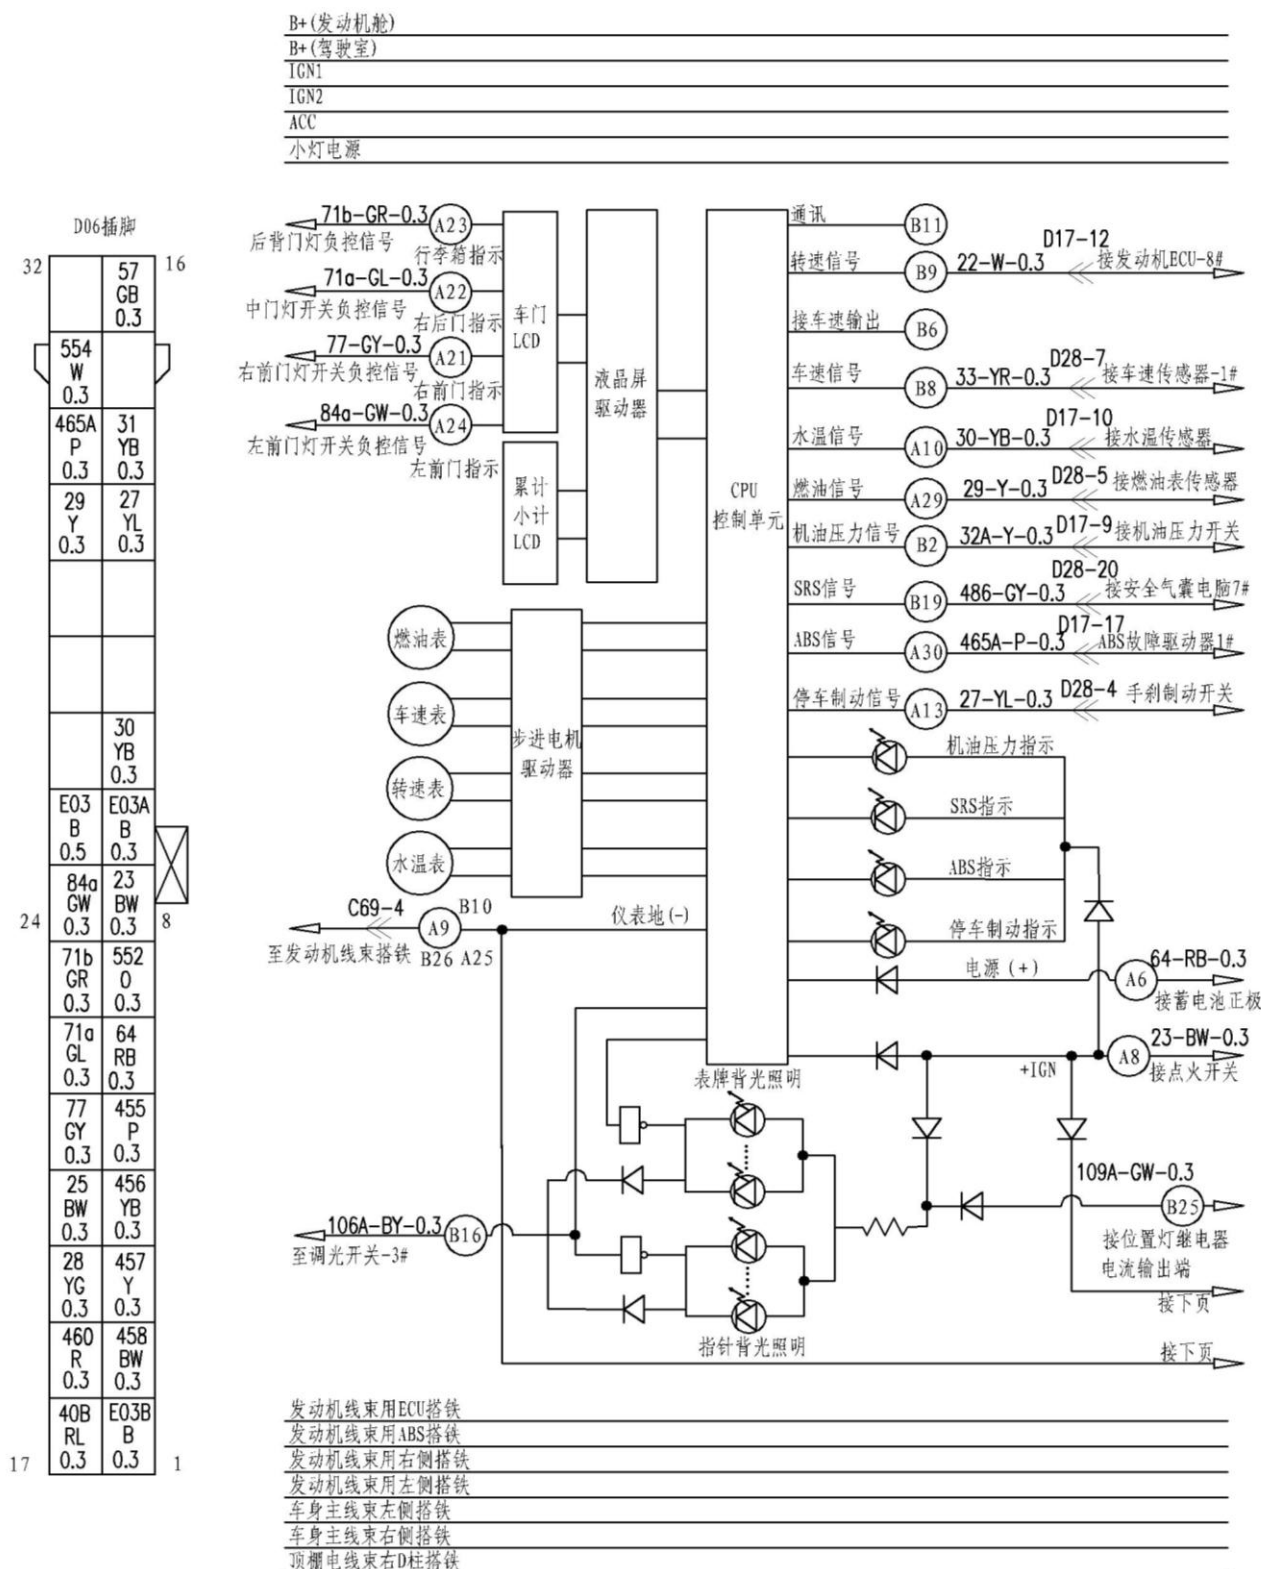 B+(发动机舱)
B+(驾驶室)
IGN1
IGN2
ACC
小灯电源
D06插脚
32
16
57
GB
0.3
554
W
0.3
465A
P
0.3
31
YB
0.3
29
Y
0.3
27
YL
0.3
30
YB
0.3
E03
B
0.5
E03A
B
0.3
84a
GW
0.3
23
BW
0.3
24
8
71b
GR
0.3
552
O
0.3
71a
GL
0.3
64
RB
0.3
77
GY
0.3
455
P
0.3
25
BW
0.3
456
YB
0.3
28
YG
0.3
457
Y
0.3
460
R
0.3
458
BW
0.3
40B
RL
0.3
E03B
B
0.3
17
1
71b-GR-0.3
A23
后背门灯负控信号
行李箱指示
71a-GL-0.3
A22
中门灯开关负控信号
右后门指示
77-GY-0.3
A21
右前门灯开关负控信号
右前门指示
84a-GW-0.3
A24
左前门灯开关负控信号
左前门指示
车门
LCD
累计
小计
LCD
液晶屏
驱动器
燃油表
车速表
转速表
水温表
步进电机
驱动器
CPU
控制单元
通讯
B11
转速信号
B9
22-W-0.3
D17-12
接发动机ECU-8#
接车速输出
B6
车速信号
B8
33-YR-0.3
D28-7
接车速传感器-1#
水温信号
A10
30-YB-0.3
D17-10
接水温传感器
燃油信号
A29
29-Y-0.3
D28-5
接燃油表传感器
机油压力信号
B2
32A-Y-0.3
D17-9
接机油压力开关
SRS信号
B19
486-GY-0.3
D28-20
接安全气囊电脑7#
ABS信号
A30
465A-P-0.3
D17-17
ABS故障驱动器1#
停车制动信号
A13
27-YL-0.3
D28-4
手刹制动开关
机油压力指示
SRS指示
ABS指示
停车制动指示
C69-4
A9
B10
B26
A25
至发动机线束搭铁
仪表地(-)
电源(+)
A6
64-RB-0.3
接蓄电池正极
+IGN
A8
23-BW-0.3
接点火开关
表牌背光照明
109A-GW-0.3
B25
接位置灯继电器
电流输出端
106A-BY-0.3
B16
至调光开关-3#
指针背光照明
接下页
接下页
发动机线束用ECU搭铁
发动机线束用ABS搭铁
发动机线束用右侧搭铁
发动机线束用左侧搭铁
车身主线束左侧搭铁
车身主线束右侧搭铁
顶棚电线束右D柱搭铁